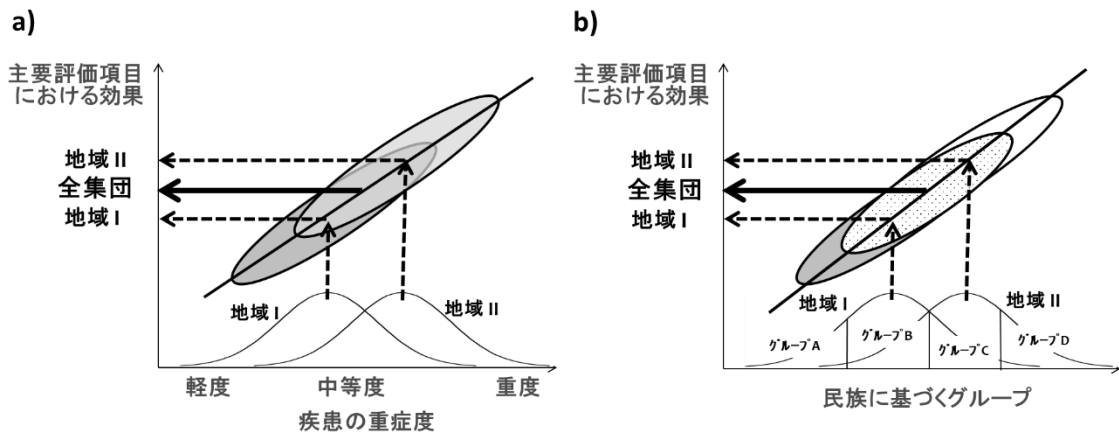 a)
主要評価項目
における効果
地域 II
全集団
地域 I
地域 I
地域 II
軽度
中等度
重度
疾患の重症度
b)
主要評価項目
における効果
地域 II
全集団
地域 I
地域 I
地域 II
グループA
グループB
グループC
グループD
民族に基づくグループ